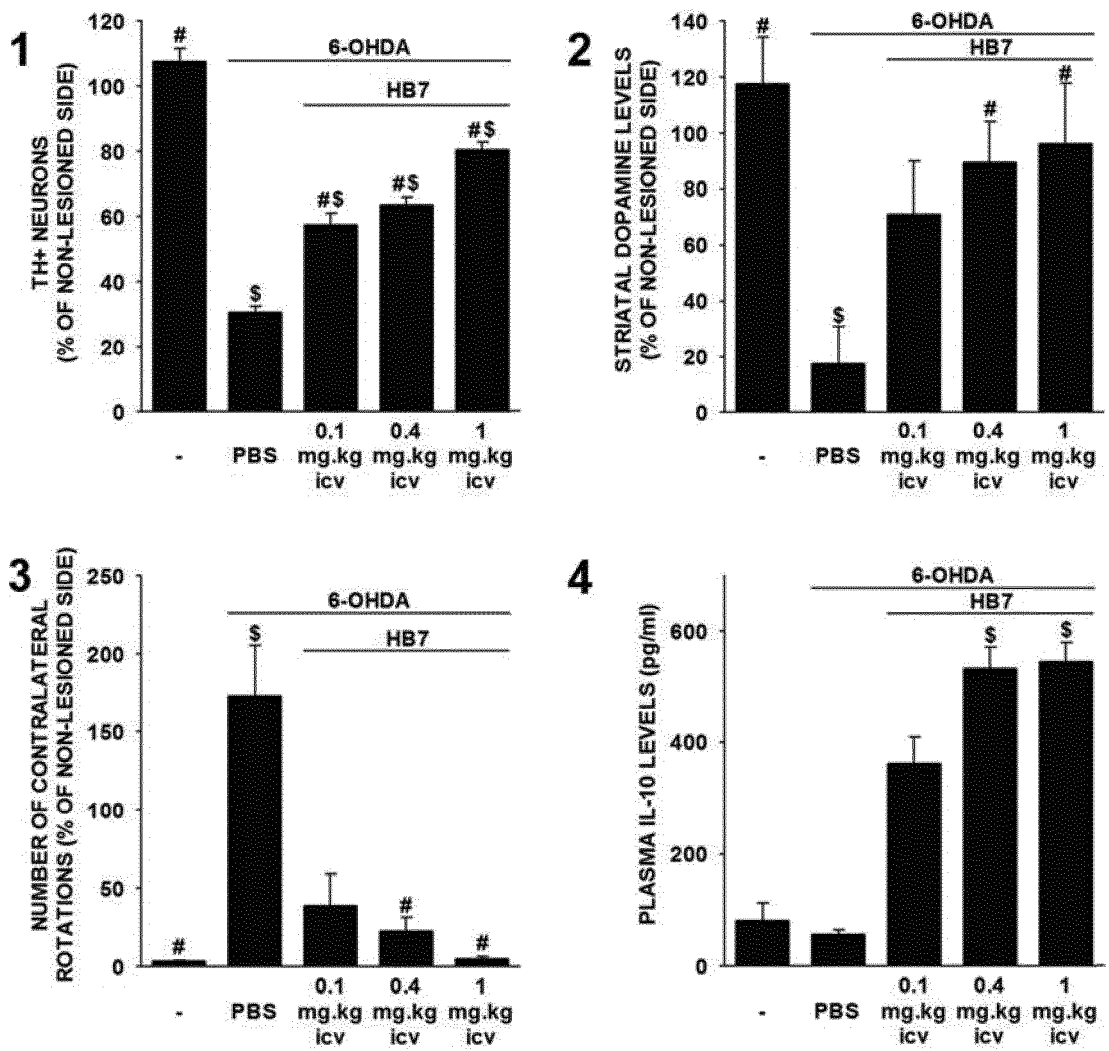 1
TH+ NEURONS
(% OF NON-LESIONED SIDE)
120
100
80
60
40
20
0
6-OHDA
HB7
#
$
#$
#$
#$
-
PBS
0.1
mg.kg
icv
0.4
mg.kg
icv
1
mg.kg
icv
2
STRIATAL DOPAMINE LEVELS
(% OF NON-LESIONED SIDE)
140
120
100
80
60
40
20
0
6-OHDA
HB7
#
$
#
#
-
PBS
0.1
mg.kg
icv
0.4
mg.kg
icv
1
mg.kg
icv
3
NUMBER OF CONTRALATERAL
ROTATIONS (% OF NON-LESIONED SIDE)
250
200
150
100
50
0
6-OHDA
HB7
#
$
#
#
-
PBS
0.1
mg.kg
icv
0.4
mg.kg
icv
1
mg.kg
icv
4
PLASMA IL-10 LEVELS (pg/ml)
600
400
200
0
6-OHDA
HB7
$
$
-
PBS
0.1
mg.kg
icv
0.4
mg.kg
icv
1
mg.kg
icv